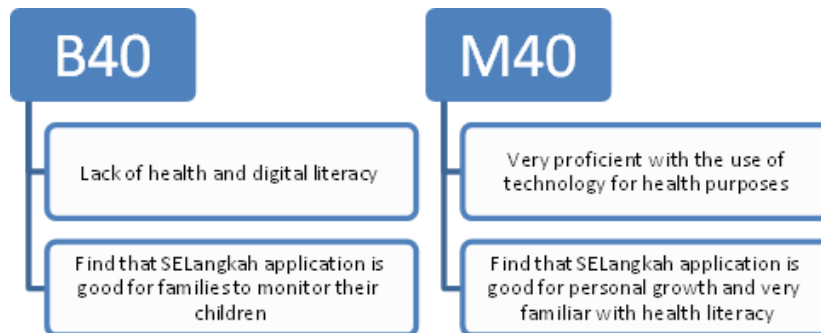 B40
Lack of health and digital literacy
Find that SELangkah application is
good for families to monitor their
children
M40
Very proficient with the use of
technology for health purposes
Find that SELangkah application is
good for personal growth and very
familiar with health literacy